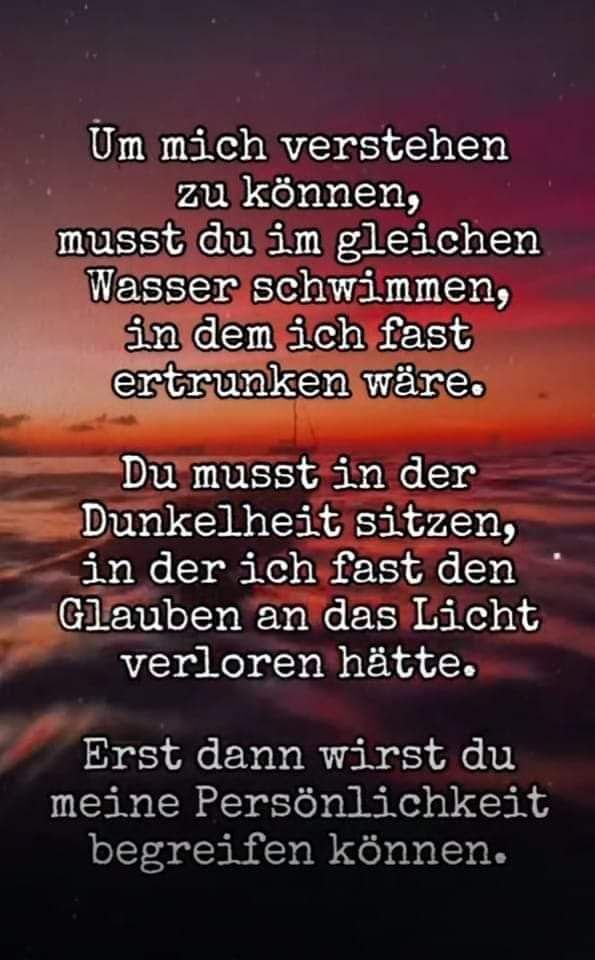 Um mich verstehen
zu können,
musst du im gleichen
Wasser schwimmen,
in dem ich fast
ertrunken wäre.
Du musst in der
Dunkelheit sitzen,
in der ich fast den
Glauben an das Licht
verloren hätte.
Erst dann wirst du
meine Persönlichkeit
begreifen können.